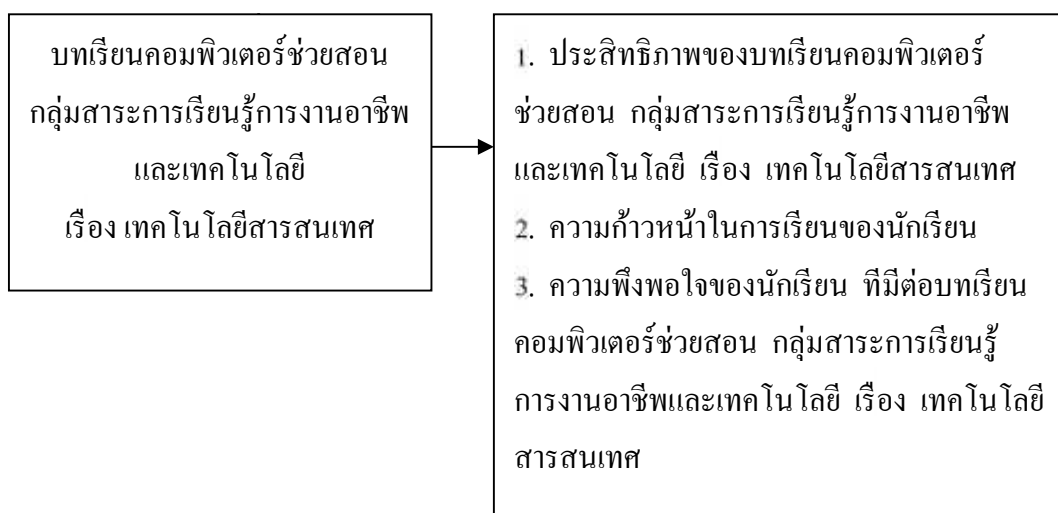 บทเรียนคอมพิวเตอร์ช่วยสอน
กลุ่มสาระการเรียนรู้การงานอาชีพ
และเทคโนโลยี
เรื่อง เทคโนโลยีสารสนเทศ
1. ประสิทธิภาพของบทเรียนคอมพิวเตอร์
ช่วยสอน กลุ่มสาระการเรียนรู้การงานอาชีพ
และเทคโนโลยี เรื่อง เทคโนโลยีสารสนเทศ
2. ความก้าวหน้าในการเรียนของนักเรียน
3. ความพึงพอใจของนักเรียน ทีมีต่อบทเรียน
คอมพิวเตอร์ช่วยสอน กลุ่มสาระการเรียนรู้
การงานอาชีพและเทคโนโลยี เรื่อง เทคโนโลยี
สารสนเทศ